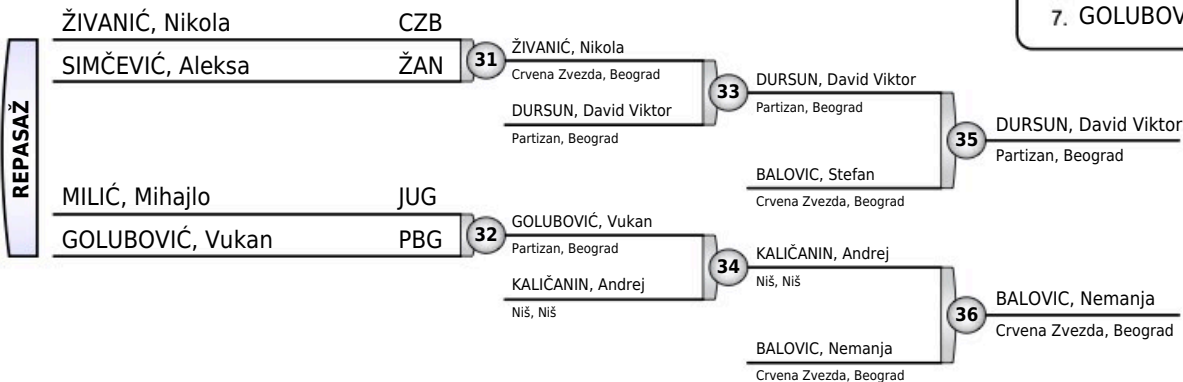 7. GOLUBOV
REPASAŽ
ŽIVANIĆ, Nikola CZB
SIMČEVIĆ, Aleksa ŽAN
MILIĆ, Mihajlo JUG
GOLUBOVIĆ, Vukan PBG
31
ŽIVANIĆ, Nikola
Crvena Zvezda, Beograd
DURSUN, David Viktor
Partizan, Beograd
32
GOLUBOVIĆ, Vukan
Partizan, Beograd
KALIČANIN, Andrej
Niš, Niš
33
DURSUN, David Viktor
Partizan, Beograd
BALOVIC, Stefan
Crvena Zvezda, Beograd
34
KALIČANIN, Andrej
Niš, Niš
BALOVIC, Nemanja
Crvena Zvezda, Beograd
35
DURSUN, David Viktor
Partizan, Beograd
36
BALOVIC, Nemanja
Crvena Zvezda, Beograd